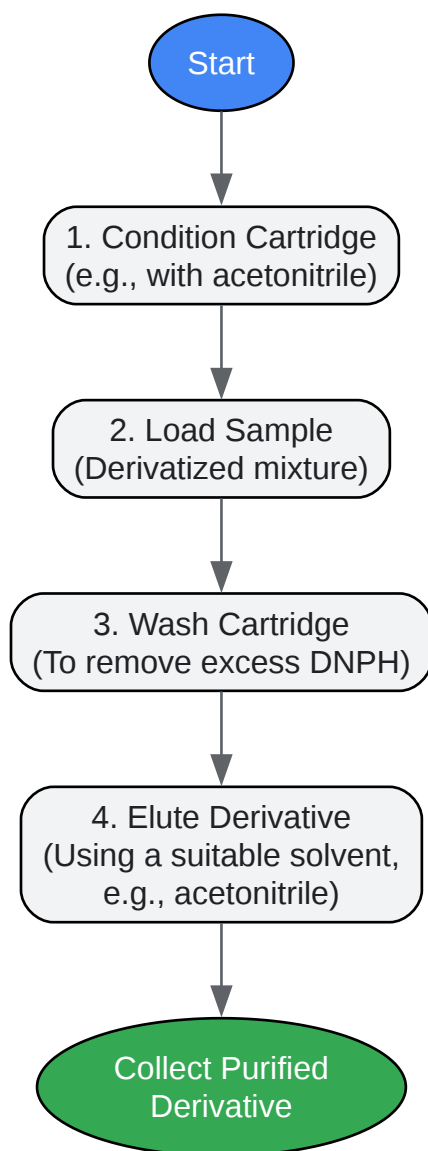 Start
1. Condition Cartridge
(e.g., with acetonitrile)
2. Load Sample
(Derivatized mixture)
3. Wash Cartridge
(To remove excess DNPH)
4. Elute Derivative
(Using a suitable solvent,
e.g., acetonitrile)
Collect Purified
Derivative